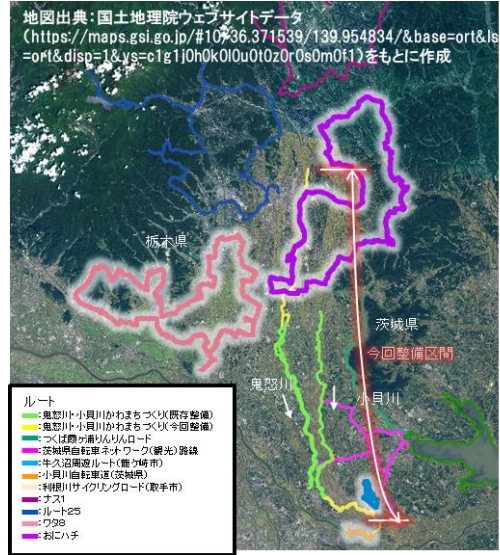 地図出典：国土地理院ウェブサイトデータ
(https://maps.gsi.go.jp/#10/36.371539/139.954834/&base=ort&ls
=ort&disp=1&vs=c1g1j0h0k0l0u0t0z0r0s0m0f1)をもとに作成
栃木県
茨城県
今回整備区間
鬼怒川
小貝川
ルート
：鬼怒川・小貝川かわまちづくり(既存整備)
：鬼怒川・小貝川かわまちづくり(今回整備)
：つくば霞ヶ浦りんりんロード
：茨城県自転車ネットワーク(観光)路線
：牛久沼周遊ルート(龍ケ崎市)
：小貝川自転車道(茨城県)
：利根川サイクリングロード(取手市)
：ナス1
：ルート25
：ワタ8
：おにハチ